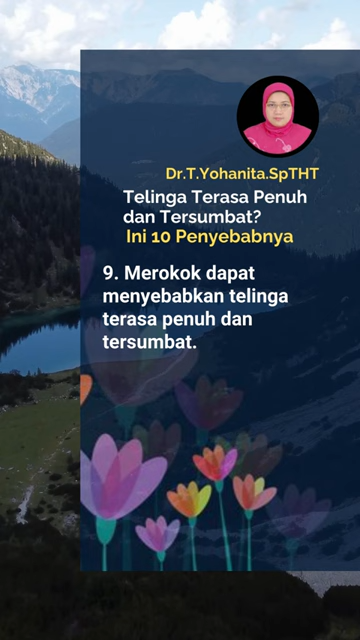 Dr.T.Yohanita.SpTHT
Telinga Terasa Penuh
dan Tersumbat?
Ini 10 Penyebabnya
9. Merokok dapat
menyebabkan telinga
terasa penuh dan
tersumbat.